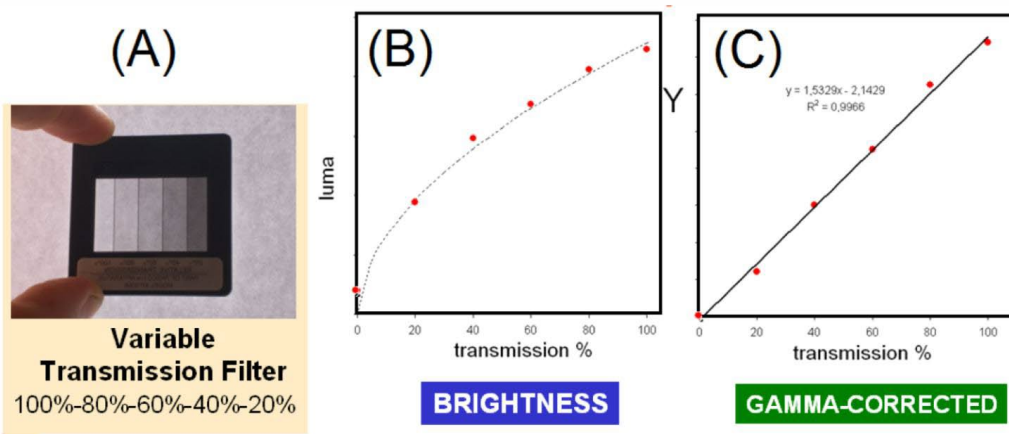 (A)
Variable
Transmission Filter
100%-80%-60%-40%-20%
(B)
luma
0 20 40 60 80 100
transmission %
BRIGHTNESS
(C)
Y
y = 1,5329x - 2,1429
R² = 0,9966
0 20 40 60 80 100
transmission %
GAMMA-CORRECTED